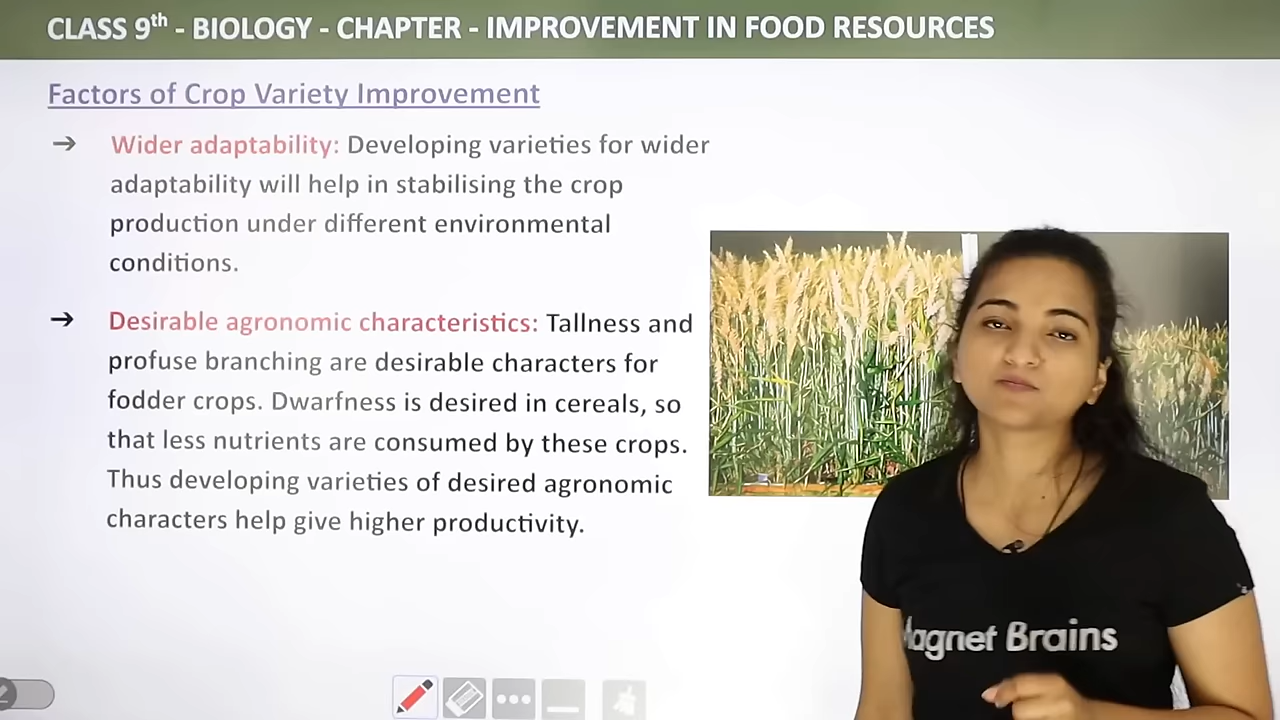 CLASS 9th - BIOLOGY - CHAPTER - IMPROVEMENT IN FOOD RESOURCES
Factors of Crop Variety Improvement
➔ Wider adaptability: Developing varieties for wider
adaptability will help in stabilising the crop
production under different environmental
conditions.
➔ Desirable agronomic characteristics: Tallness and
profuse branching are desirable characters for
fodder crops. Dwarfness is desired in cereals, so
that less nutrients are consumed by these crops.
Thus developing varieties of desired agronomic
characters help give higher productivity.
Magnet Brains